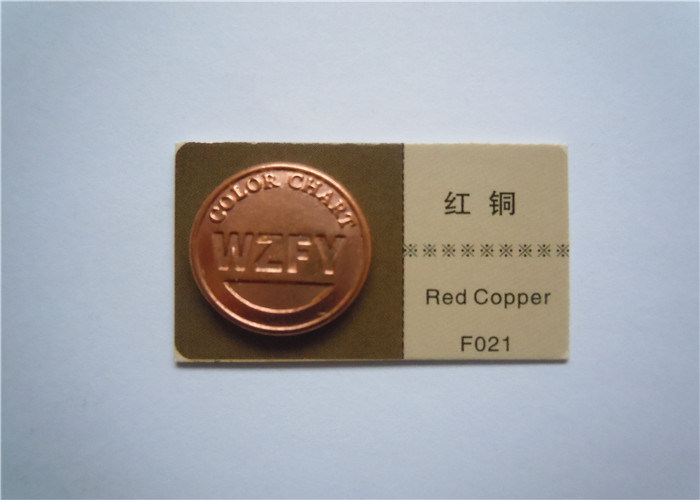 COLOR CHART
WZFY
红铜
※※※※※※※※※
Red Copper
F021